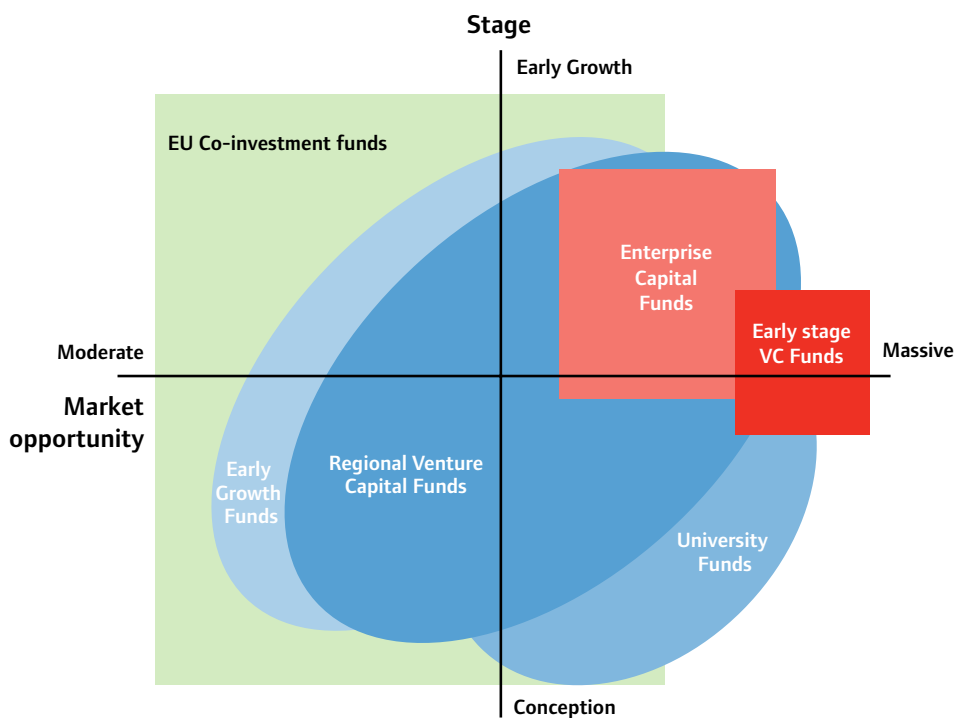 Stage
Early Growth
EU Co-investment funds
Enterprise
Capital
Funds
Early stage
VC Funds
Moderate
Massive
Market
opportunity
Early
Growth
Funds
Regional Venture
Capital Funds
University
Funds
Conception